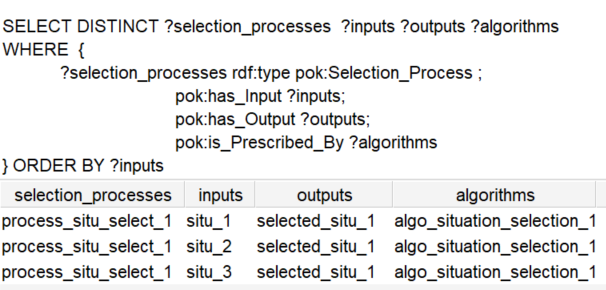 SELECT DISTINCT ?selection_processes ?inputs ?outputs ?algorithms
WHERE {
?selection_processes rdf:type pok:Selection_Process ;
pok:has_Input ?inputs;
pok:has_Output ?outputs;
pok:is_Prescribed_By ?algorithms
} ORDER BY ?inputs
selection_processes inputs outputs algorithms
process_situ_select_1 situ_1 selected_situ_1 algo_situation_selection_1
process_situ_select_1 situ_2 selected_situ_1 algo_situation_selection_1
process_situ_select_1 situ_3 selected_situ_1 algo_situation_selection_1